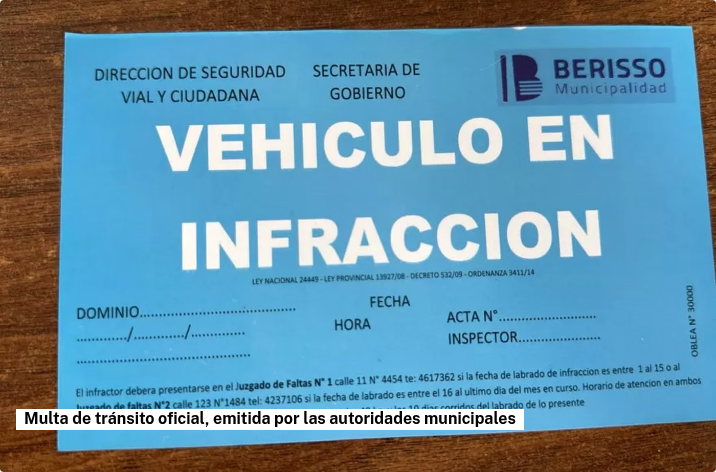 DIRECCION DE SEGURIDAD
VIAL Y CIUDADANA
SECRETARIA DE
GOBIERNO
BERISSO
Municipalidad
VEHICULO EN
INFRACCION
LEY NACIONAL 24449 - LEY PROVINCIAL 13927/08 - DECRETO 532/09 - ORDENANZA 3411/14
DOMINIO....................................
FECHA
............/............./.............
HORA
ACTA N°.......................
INSPECTOR...................
..........................................
OBLEA N° 30000
El infractor debera presentarse en el Juzgado de Faltas N° 1 calle 11 N° 4454 te: 4617362 si la fecha de labrado de infraccion es entre 1 al 15 o al
Juzgado de faltas N°2 calle 123 N°1484 tel: 4237106 si la fecha de labrado es entre el 16 al ultimo dia del mes en curso. Horario de atencion en ambos
10 dias corridos del labrado de lo presente
Multa de tránsito oficial, emitida por las autoridades municipales